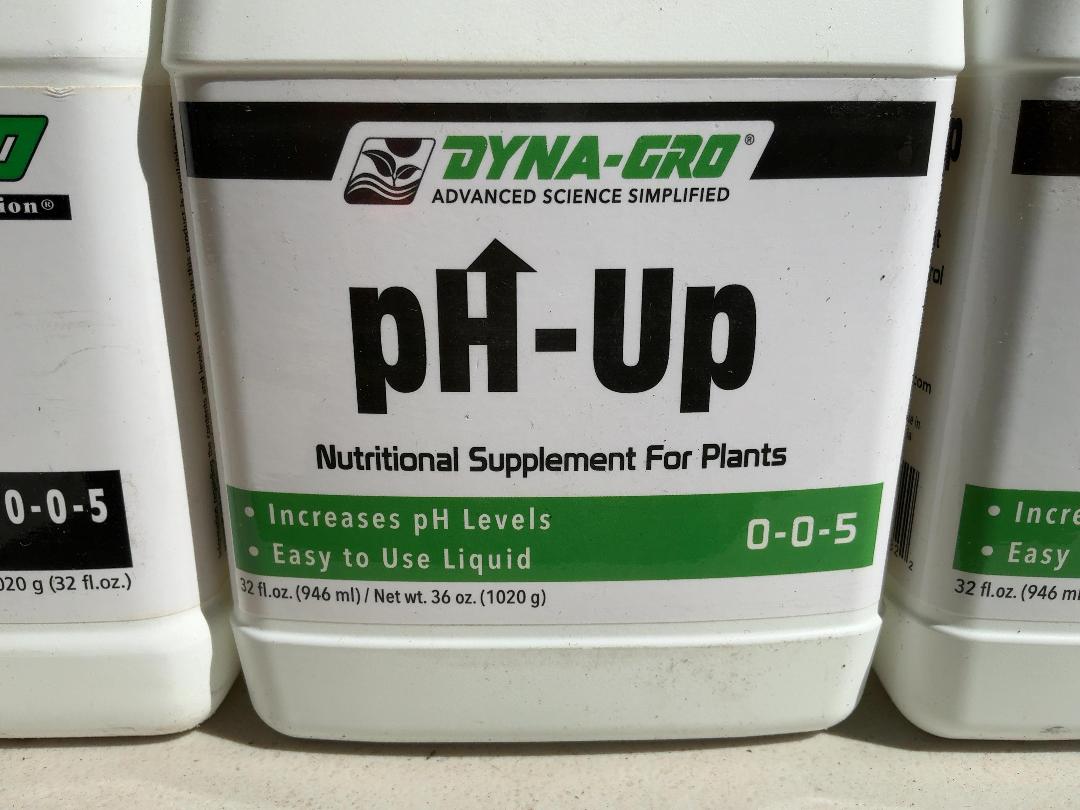 DYNA-GRO®
ADVANCED SCIENCE SIMPLIFIED
pH-Up
Nutritional Supplement For Plants
• Increases pH Levels
• Easy to Use Liquid
0-0-5
32 fl.oz. (946 ml) / Net wt. 36 oz. (1020 g)
ion®
0-0-5
020 g (32 fl.oz.)
• Incre
• Easy
32 fl.oz. (946 m
.com